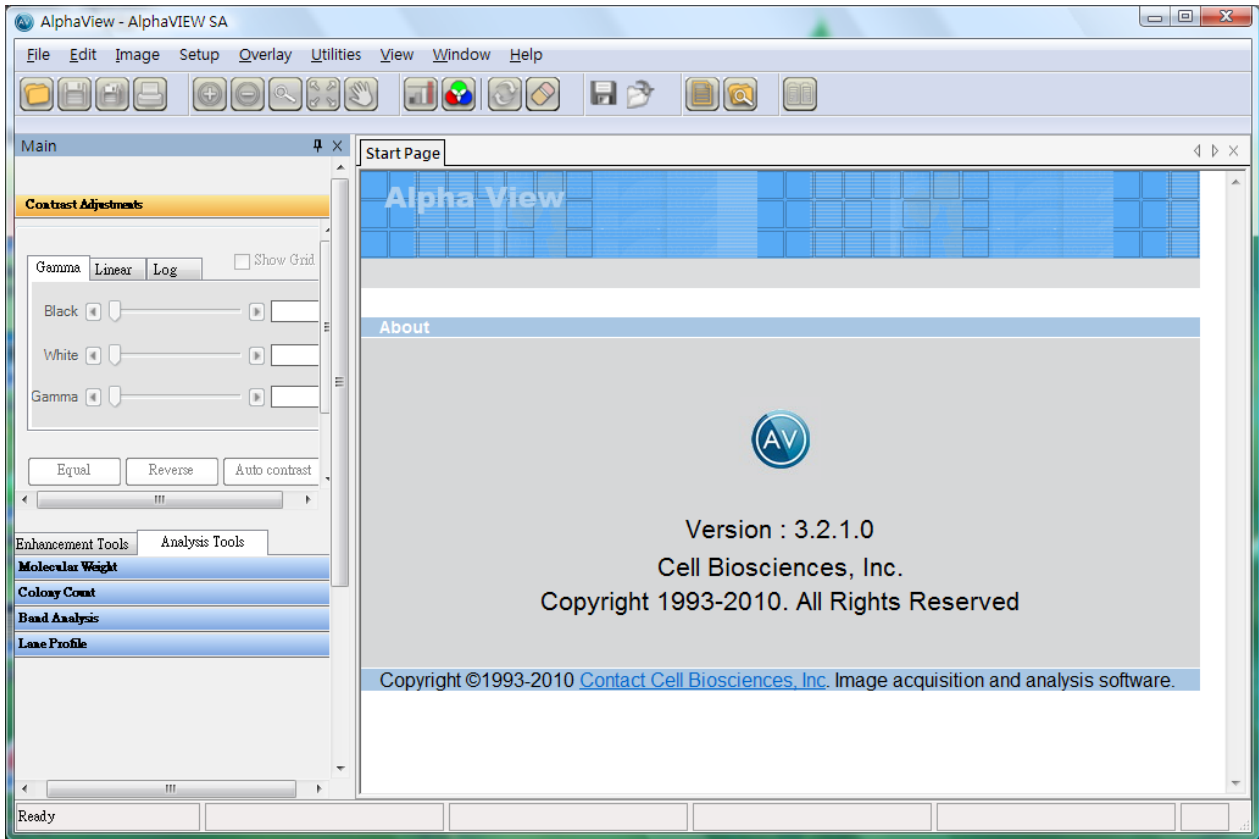 AlphaView - AlphaVIEW SA
File Edit Image Setup Overlay Utilities View Window Help
Main
Start Page
Alpha View
Contrast Adjustments
Gamma Linear Log Show Grid
Black
White
Gamma
Equal Reverse Auto contrast
Enhancement Tools Analysis Tools
Molecular Weight
Colony Count
Band Analysis
Lane Profile
About
AV
Version : 3.2.1.0
Cell Biosciences, Inc.
Copyright 1993-2010. All Rights Reserved
Copyright ©1993-2010 Contact Cell Biosciences, Inc. Image acquisition and analysis software.
Ready